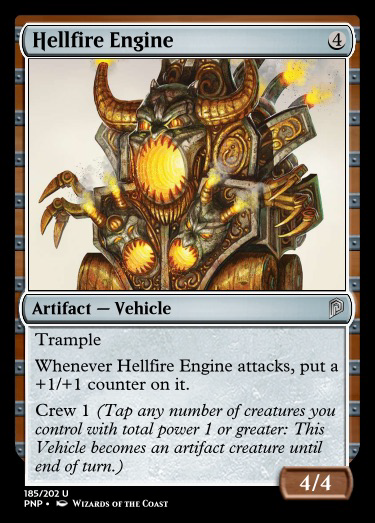 Hellfire Engine 4
Artifact — Vehicle
Trample
Whenever Hellfire Engine attacks, put a
+1/+1 counter on it.
Crew 1 (Tap any number of creatures you
control with total power 1 or greater: This
Vehicle becomes an artifact creature until
end of turn.)
4/4
185/202 U
PNP • Wizards of the Coast